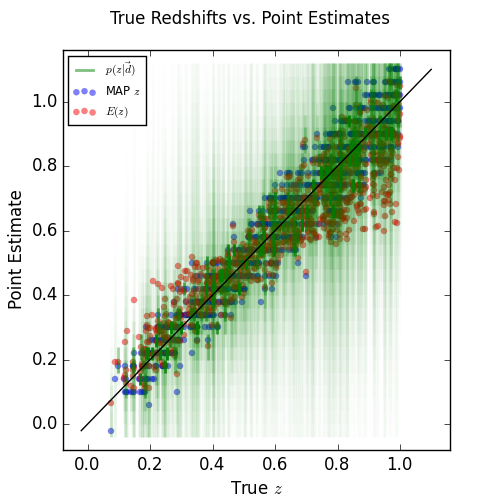 True Redshifts vs. Point Estimates
p(z|d⃗)
MAP z
E(z)
Point Estimate
1.0
0.8
0.6
0.4
0.2
0.0
0.0 0.2 0.4 0.6 0.8 1.0
True z